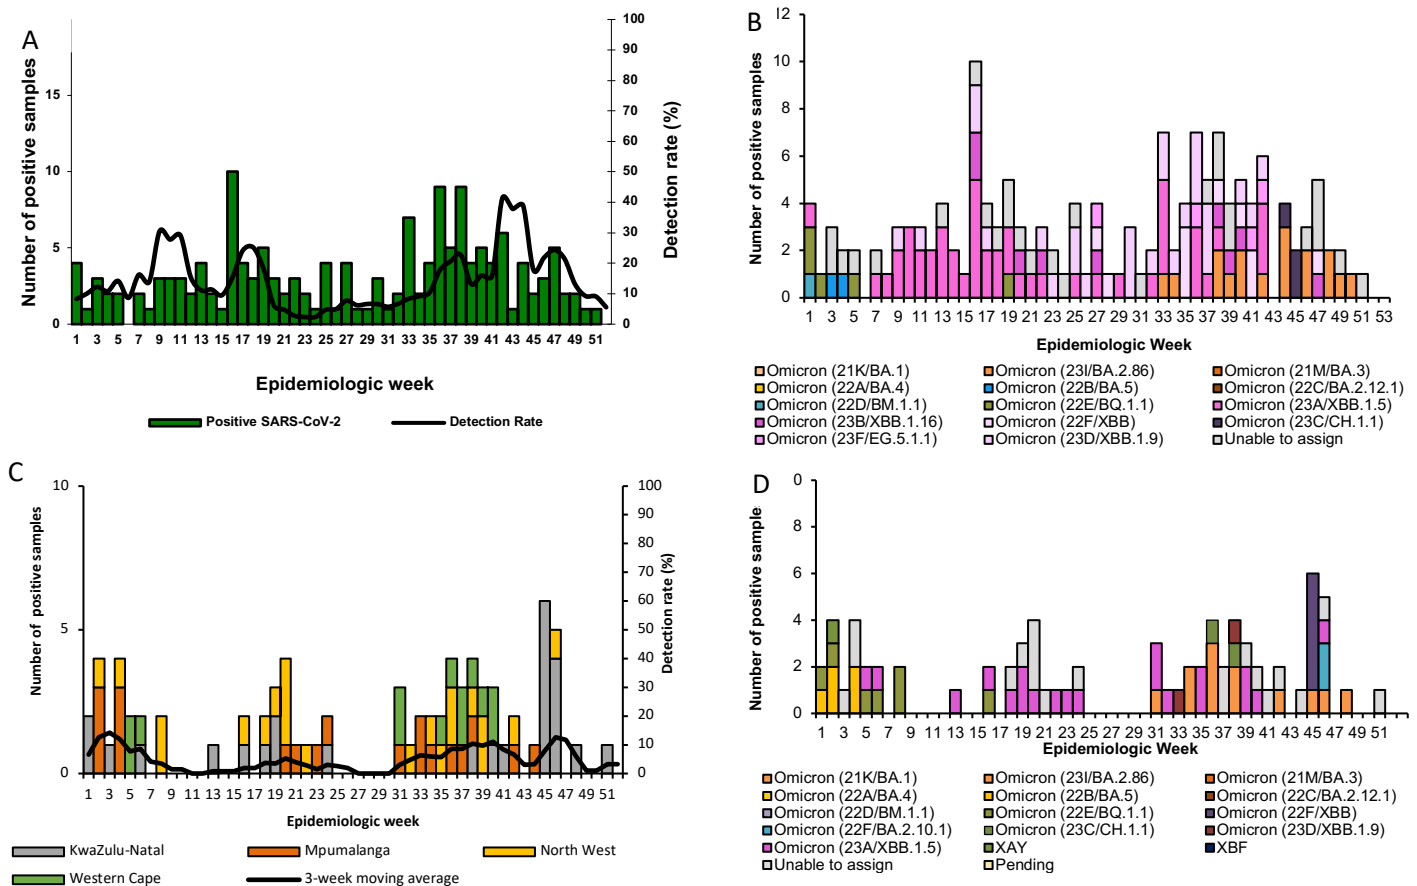 A
Number of positive samples
15
10
5
0
100
90
80
70
60
50
40
30
20
10
0
Detection rate (%)
1 3 5 7 9 11 13 15 17 19 21 23 25 27 29 31 33 35 37 39 41 43 45 47 49 51
Epidemiologic week
Positive SARS-CoV-2 Detection Rate
B
Number of positive samples
12
10
8
6
4
2
0
1 3 5 7 9 11 13 15 17 19 21 23 25 27 29 31 33 35 37 39 41 43 45 47 49 51 53
Epidemiologic Week
Omicron (21K/BA.1) Omicron (23I/BA.2.86) Omicron (21M/BA.3)
Omicron (22A/BA.4) Omicron (22B/BA.5) Omicron (22C/BA.2.12.1)
Omicron (22D/BM.1.1) Omicron (22E/BQ.1.1) Omicron (23A/XBB.1.5)
Omicron (23B/XBB.1.16) Omicron (22F/XBB) Omicron (23C/CH.1.1)
Omicron (23F/EG.5.1.1) Omicron (23D/XBB.1.9) Unable to assign
C
Number of positive samples
10
5
0
100
90
80
70
60
50
40
30
20
10
0
Detection rate (%)
1 3 5 7 9 11 13 15 17 19 21 23 25 27 29 31 33 35 37 39 41 43 45 47 49 51
Epidemiologic week
KwaZulu-Natal Mpumalanga North West
Western Cape 3-week moving average
D
Number of positive sample
0
8
6
4
2
0
1 3 5 7 9 11 13 15 17 19 21 23 25 27 29 31 33 35 37 39 41 43 45 47 49 51
Epidemiologic Week
Omicron (21K/BA.1) Omicron (23I/BA.2.86) Omicron (21M/BA.3)
Omicron (22A/BA.4) Omicron (22B/BA.5) Omicron (22C/BA.2.12.1)
Omicron (22D/BM.1.1) Omicron (22E/BQ.1.1) Omicron (22F/XBB)
Omicron (22F/BA.2.10.1) Omicron (23C/CH.1.1) Omicron (23D/XBB.1.9)
Omicron (23A/XBB.1.5) XAY XBF
Unable to assign Pending